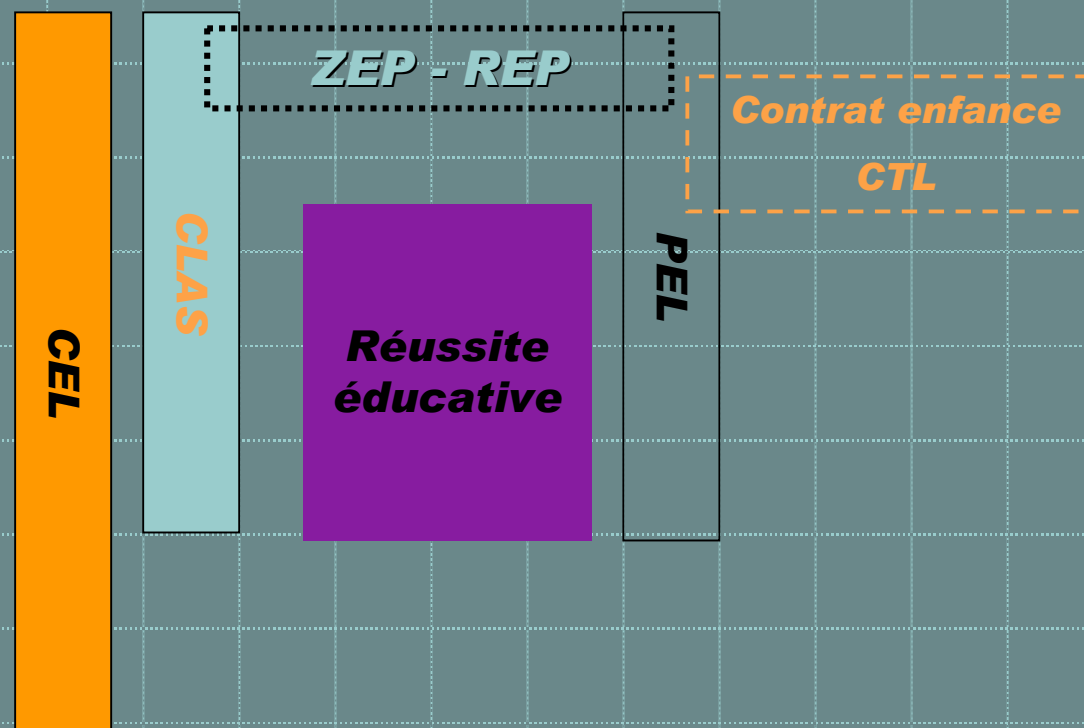 ZEP - REP
Contrat enfance
CTL
CLAS
PEL
CEL
Réussite
éducative